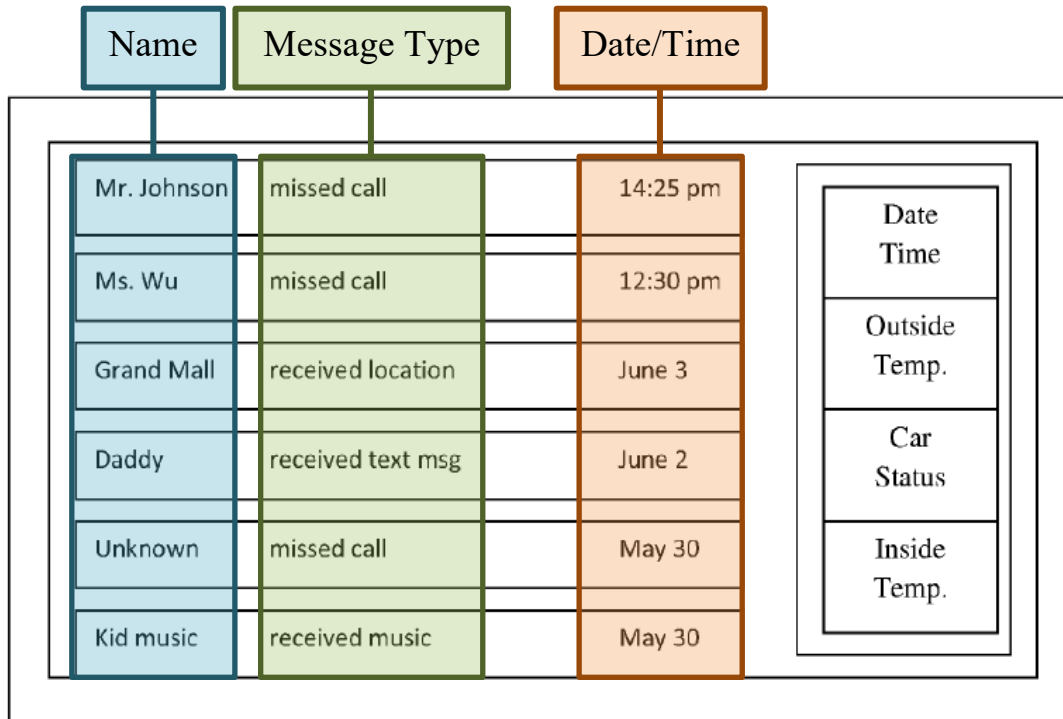 Name Message Type Date/Time
Mr. Johnson missed call 14:25 pm
Ms. Wu missed call 12:30 pm
Grand Mall received location June 3
Daddy received text msg June 2
Unknown missed call May 30
Kid music received music May 30
Date
Time
Outside
Temp.
Car
Status
Inside
Temp.